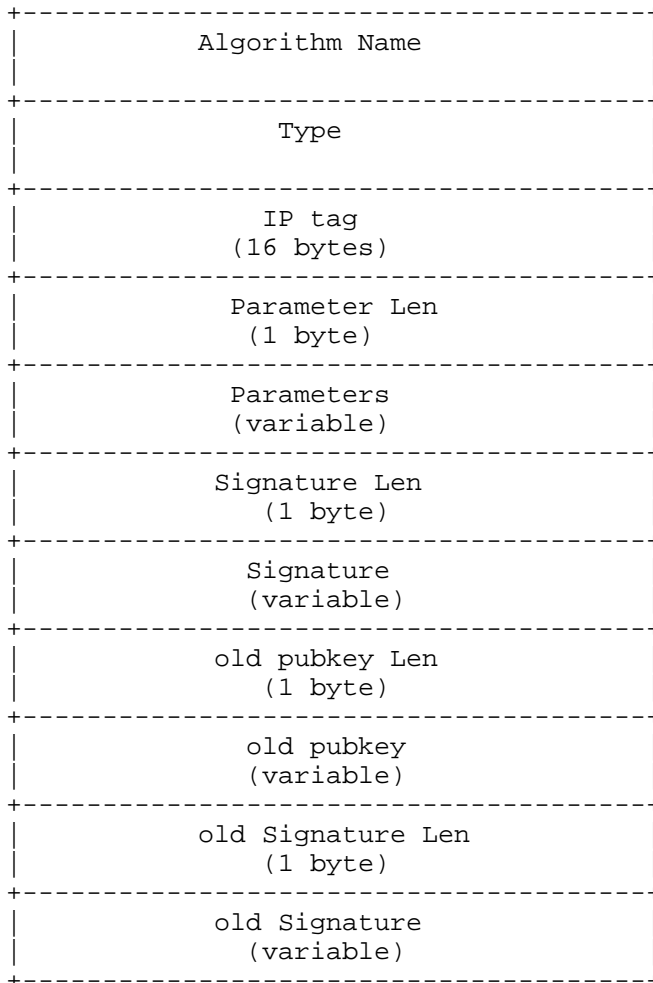 Algorithm Name
Type
IP tag
(16 bytes)
Parameter Len
(1 byte)
Parameters
(variable)
Signature Len
(1 byte)
Signature
(variable)
old pubkey Len
(1 byte)
old pubkey
(variable)
old Signature Len
(1 byte)
old Signature
(variable)